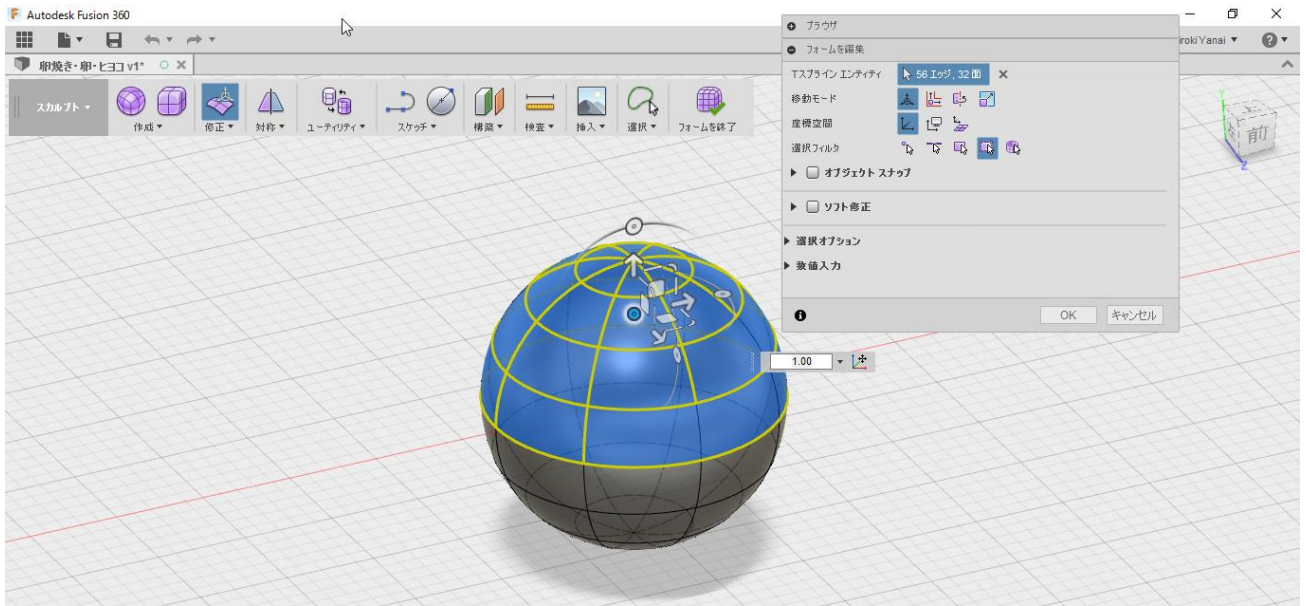 Autodesk Fusion 360
irokiYanai
卵焼き・卵・ヒヨコ v1*
スカルプト
作成
修正
対称
ユーティリティ
スケッチ
構築
検査
挿入
選択
フォームを終了
ブラウザ
フォームを編集
Tスプライン エンティティ
56 エッジ, 32 面
移動モード
座標空間
選択フィルタ
オブジェクト スナップ
ソフト修正
選択オプション
数値入力
OK
キャンセル
1.00
Y
前
Z